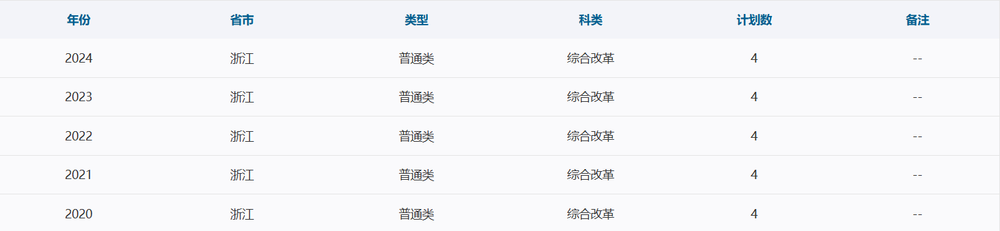 年份 省市 类型 科类 计划数 备注
2024 浙江 普通类 综合改革 4 --
2023 浙江 普通类 综合改革 4 --
2022 浙江 普通类 综合改革 4 --
2021 浙江 普通类 综合改革 4 --
2020 浙江 普通类 综合改革 4 --